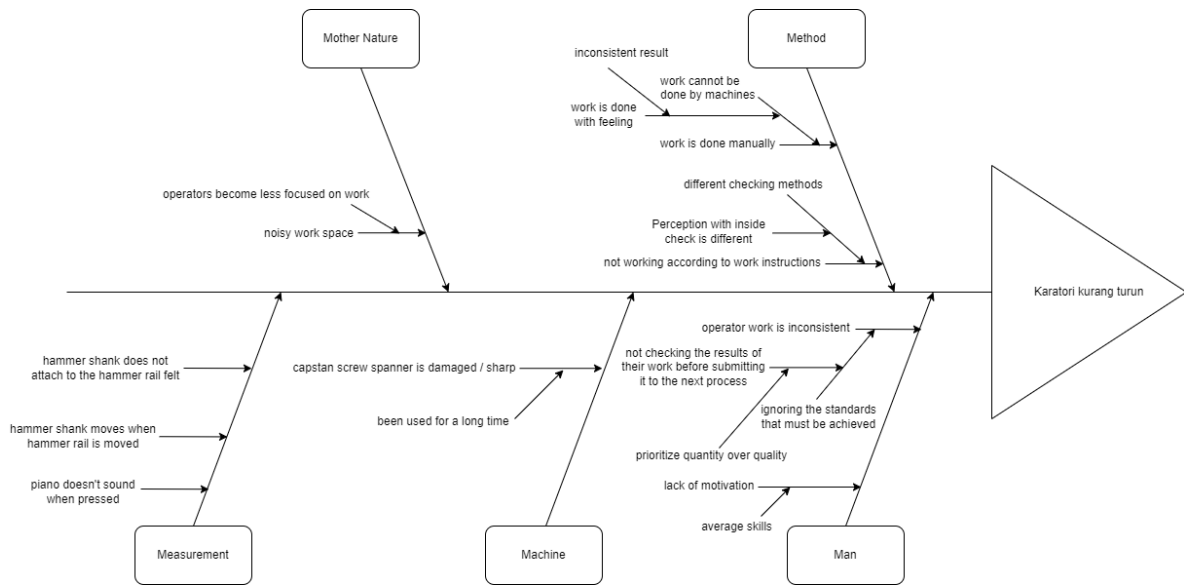 Mother Nature
Method
inconsistent result
work cannot be
done by machines
work is done
with feeling
work is done manually
operators become less focused on work
noisy work space
different checking methods
Perception with inside
check is different
not working according to work instructions
Karatori kurang turun
operator work is inconsistent
hammer shank does not
attach to the hammer rail felt
capstan screw spanner is damaged / sharp
not checking the results of
their work before submitting
it to the next process
been used for a long time
ignoring the standards
that must be achieved
hammer shank moves when
hammer rail is moved
prioritize quantity over quality
piano doesn't sound
when pressed
lack of motivation
average skills
Measurement
Machine
Man